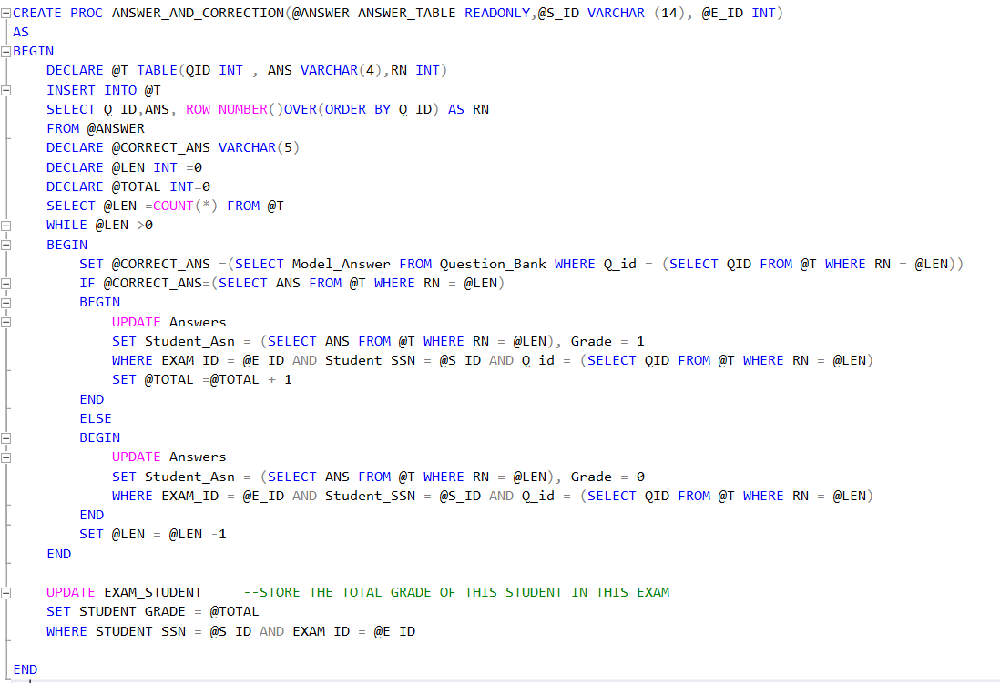 CREATE PROC ANSWER_AND_CORRECTION(@ANSWER ANSWER_TABLE READONLY,@S_ID VARCHAR (14), @E_ID INT)
AS
BEGIN
    DECLARE @T TABLE(QID INT , ANS VARCHAR(4),RN INT)
    INSERT INTO @T
    SELECT Q_ID,ANS, ROW_NUMBER()OVER(ORDER BY Q_ID) AS RN
    FROM @ANSWER
    DECLARE @CORRECT_ANS VARCHAR(5)
    DECLARE @LEN INT =0
    DECLARE @TOTAL INT=0
    SELECT @LEN =COUNT(*) FROM @T
    WHILE @LEN >0
    BEGIN
        SET @CORRECT_ANS =(SELECT Model_Answer FROM Question_Bank WHERE Q_id = (SELECT QID FROM @T WHERE RN = @LEN))
        IF @CORRECT_ANS=(SELECT ANS FROM @T WHERE RN = @LEN)
        BEGIN
            UPDATE Answers
            SET Student_Asn = (SELECT ANS FROM @T WHERE RN = @LEN), Grade = 1
            WHERE EXAM_ID = @E_ID AND Student_SSN = @S_ID AND Q_id = (SELECT QID FROM @T WHERE RN = @LEN)
            SET @TOTAL =@TOTAL + 1
        END
        ELSE
        BEGIN
            UPDATE Answers
            SET Student_Asn = (SELECT ANS FROM @T WHERE RN = @LEN), Grade = 0
            WHERE EXAM_ID = @E_ID AND Student_SSN = @S_ID AND Q_id = (SELECT QID FROM @T WHERE RN = @LEN)
        END
        SET @LEN = @LEN -1
    END
    UPDATE EXAM_STUDENT     --STORE THE TOTAL GRADE OF THIS STUDENT IN THIS EXAM
    SET STUDENT_GRADE = @TOTAL
    WHERE STUDENT_SSN = @S_ID AND EXAM_ID = @E_ID
END